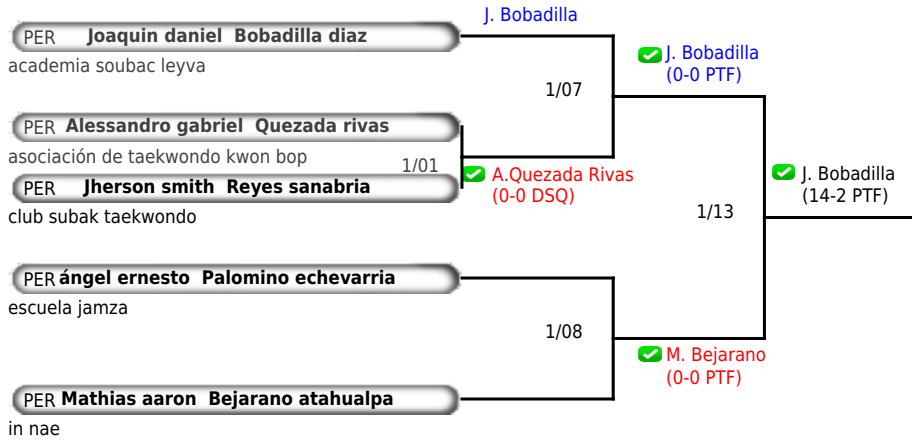 J. Bobadilla
PER Joaquin daniel Bobadilla diaz
academia soubac leyva
J. Bobadilla
(0-0 PTF)
1/07
PER Alessandro gabriel Quezada rivas
asociación de taekwondo kwon bop
1/01
A.Quezada Rivas
(0-0 DSQ)
PER Jherson smith Reyes sanabria
club subak taekwondo
J. Bobadilla
(14-2 PTF)
1/13
PER ángel ernesto Palomino echevarria
escuela jamza
1/08
M. Bejarano
(0-0 PTF)
PER Mathias aaron Bejarano atahualpa
in nae